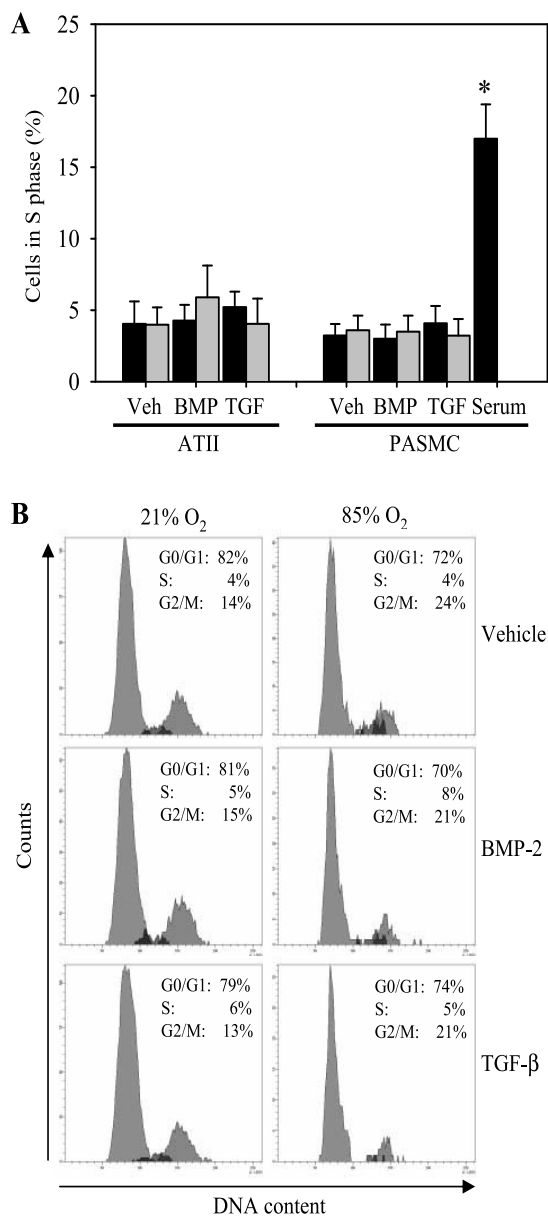 A
Cells in S phase (%)
25
20
15
10
5
0
*
Veh BMP TGF Veh BMP TGF Serum
ATII PASMC
B
21% O₂ 85% O₂
G0/G1: 82%
S: 4%
G2/M: 14%
G0/G1: 72%
S: 4%
G2/M: 24%
Vehicle
G0/G1: 81%
S: 5%
G2/M: 15%
G0/G1: 70%
S: 8%
G2/M: 21%
BMP-2
G0/G1: 79%
S: 6%
G2/M: 13%
G0/G1: 74%
S: 5%
G2/M: 21%
TGF-β
Counts
DNA content